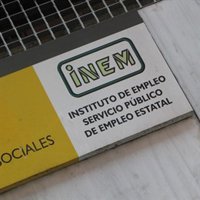 iNEM
INSTITUTO DE EMPLEO
SERVICIO PÚBLICO
DE EMPLEO ESTATAL
SOCIALES